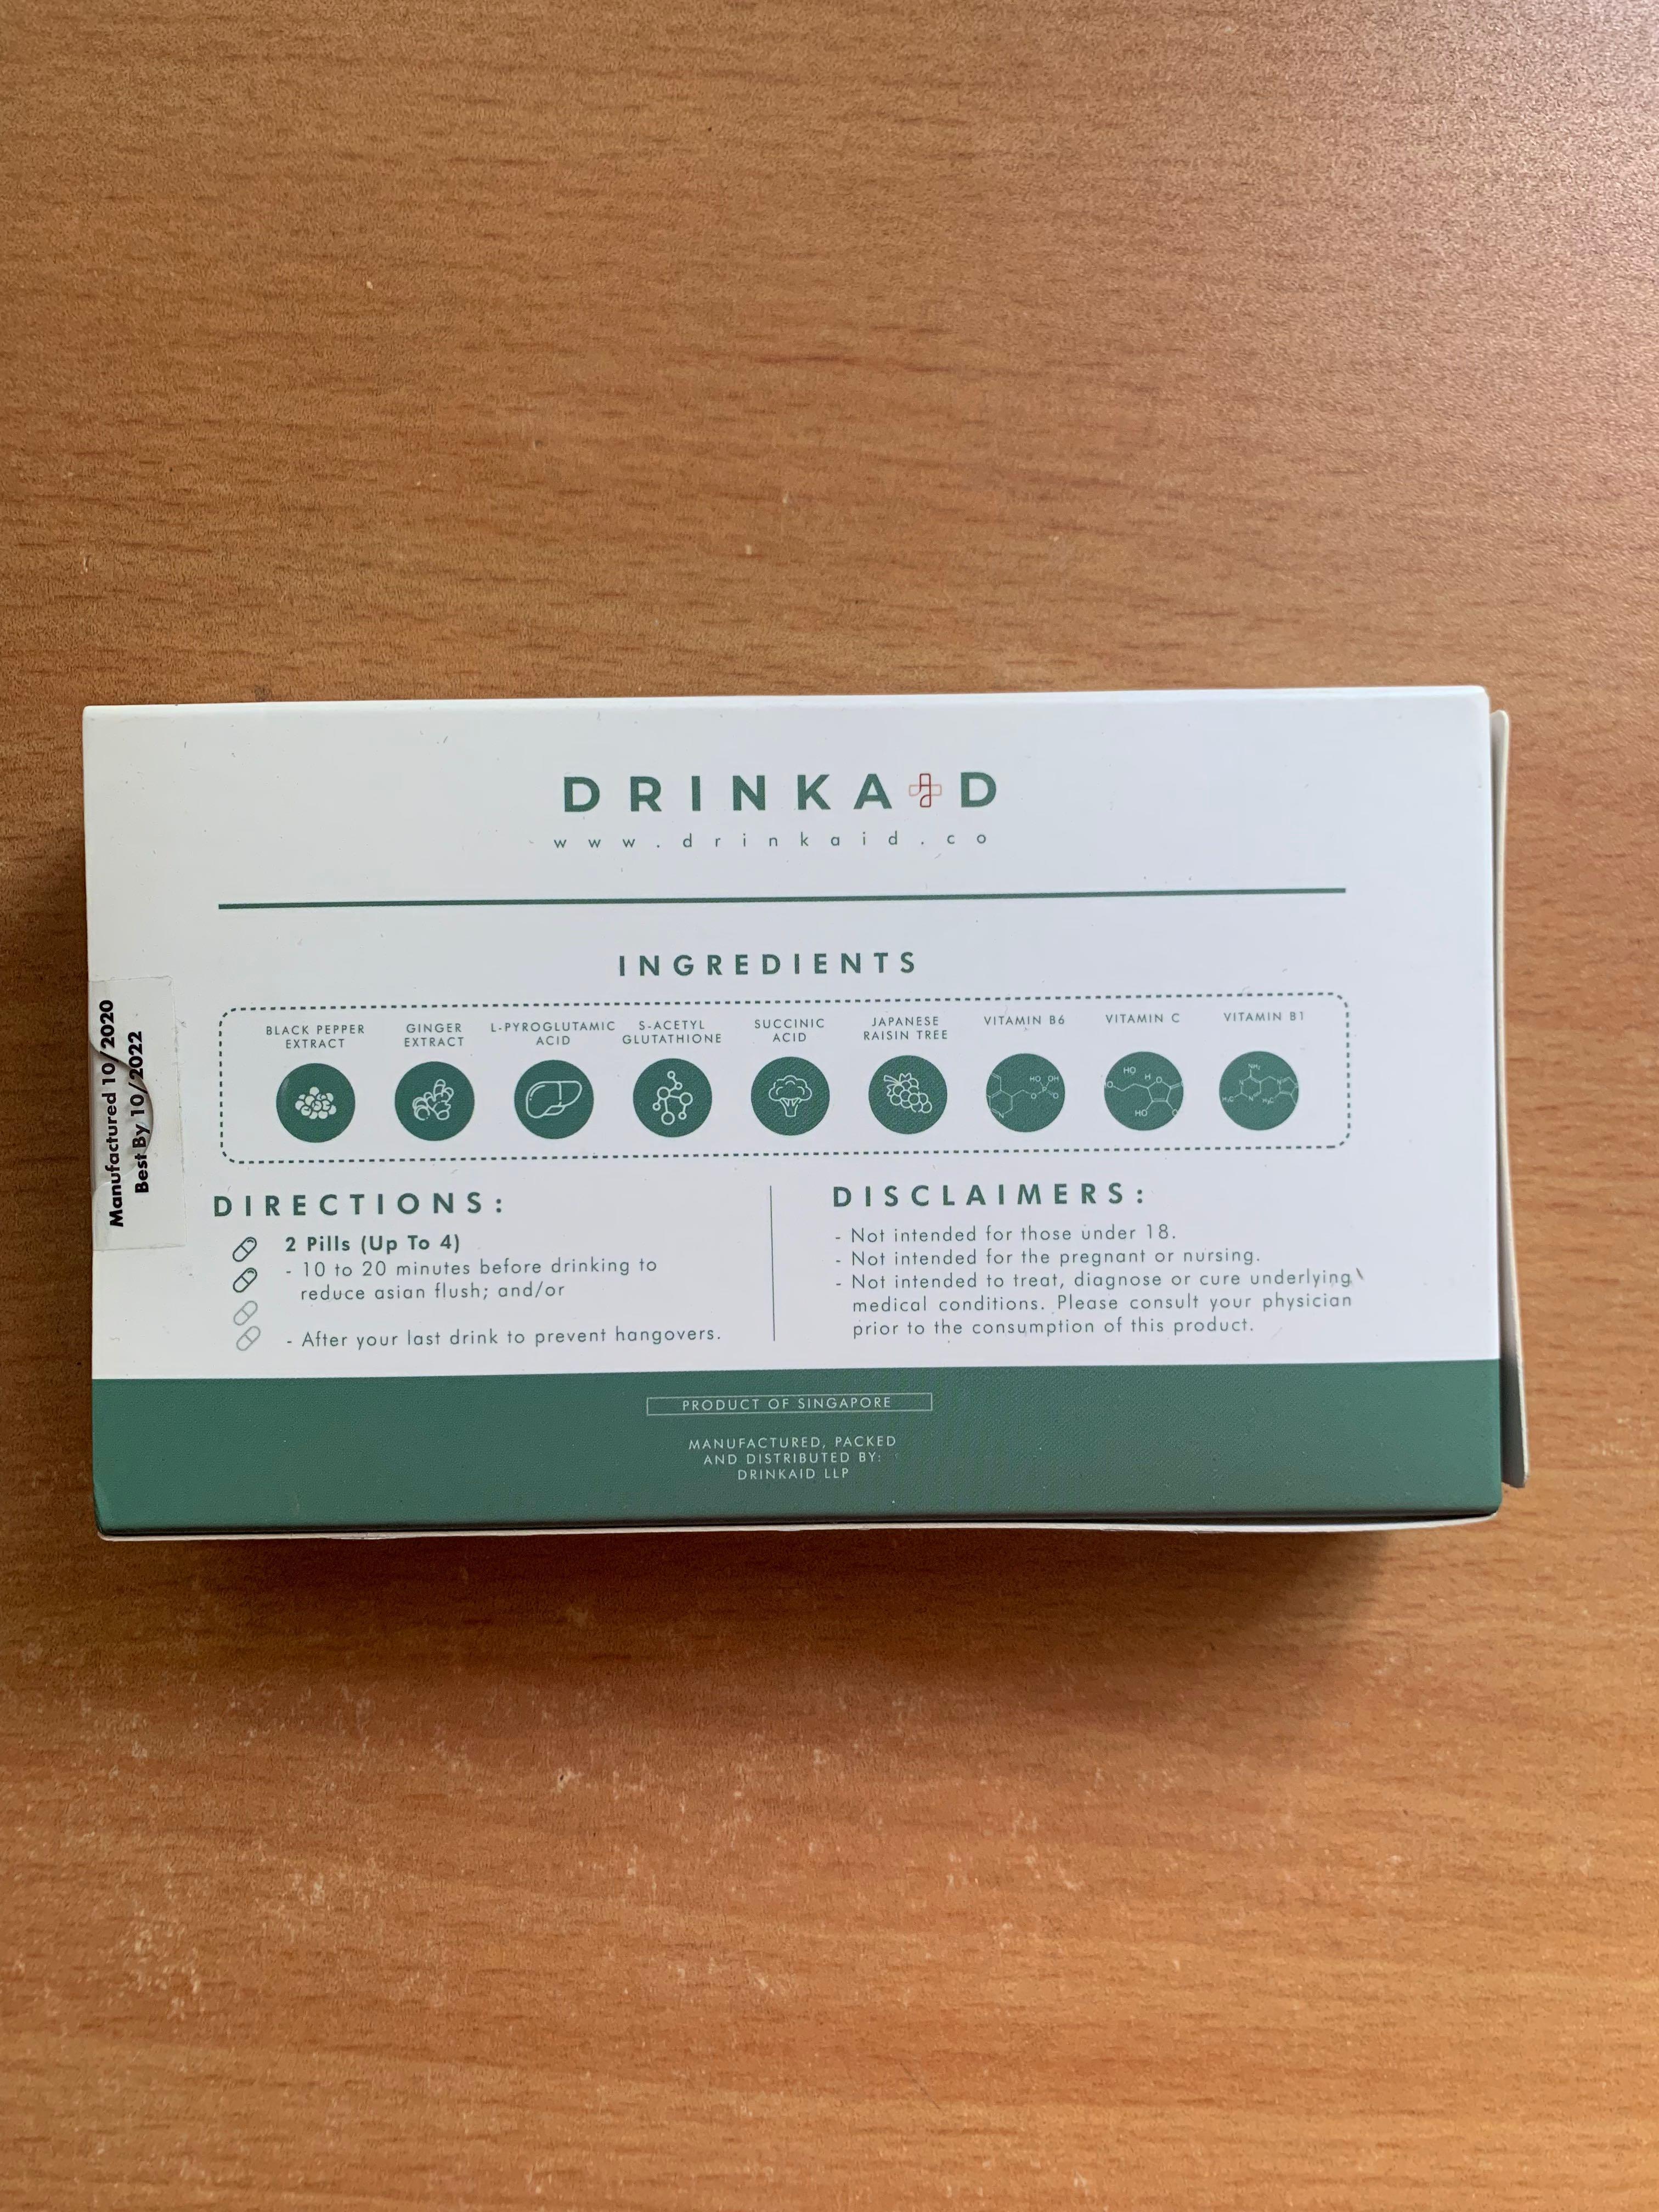 DRINKAID
www.drinkaid.co
INGREDIENTS
BLACK PEPPER
EXTRACT
GINGER
EXTRACT
L-PYROGLUTAMIC
ACID
S-ACETYL
GLUTATHIONE
SUCCINIC
ACID
JAPANESE
RAISIN TREE
VITAMIN B6
VITAMIN C
VITAMIN B1
Manufactured 10/2020
Best By 10/2022
DIRECTIONS:
2 Pills (Up To 4)
- 10 to 20 minutes before drinking to
reduce asian flush; and/or
- After your last drink to prevent hangovers.
DISCLAIMERS:
- Not intended for those under 18.
- Not intended for the pregnant or nursing.
- Not intended to treat, diagnose or cure underlying
medical conditions. Please consult your physician
prior to the consumption of this product.
PRODUCT OF SINGAPORE
MANUFACTURED, PACKED
AND DISTRIBUTED BY:
DRINKAID LLP